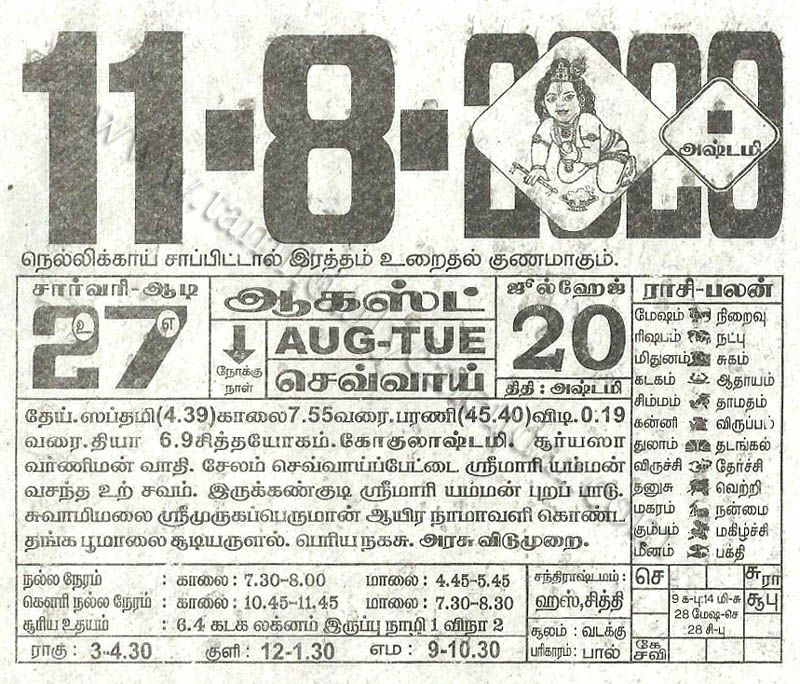 11-8-2020
அஷ்டமி
நெல்லிக்காய் சாப்பிட்டால் இரத்தம் உறைதல் குணமாகும்.
சார்வரி-ஆடி
27
உ எ
ஆகஸ்ட்
நோக்கு நாள்
AUG-TUE
செவ்வாய்
ஜுல்ஹேஜ்
20
திதி: அஷ்டமி
தேய். ஸப்தமி(4.39)காலை7.55வரை. பரணி(45.40)விடி.0.19
வரை. தியா 6.9சித்தயோகம். கோகுலாஷ்டமி. சூர்யஸா
வர்ணிமன் வாதி. சேலம் செவ்வாய்ப்பேட்டை ஸ்ரீமாரி யம்மன்
வசந்த உற் சவம். இருக்கண்குடி ஸ்ரீமாரி யம்மன் புறப் பாடு.
சுவாமிமலை ஸ்ரீமுருகப்பெருமான் ஆயிர நாமாவளி கொண்ட
தங்க பூமாலை சூடியருளல். பெரிய நகசு. அரசு விடுமுறை.
ராசி-பலன்
மேஷம் நிறைவு
ரிஷபம் நட்பு
மிதுனம் சுகம்
கடகம் ஆதாயம்
சிம்மம் தாமதம்
கன்னி விருப்பம்
துலாம் தடங்கல்
விருச்சி தேர்ச்சி
தனுசு வெற்றி
மகரம் நன்மை
கும்பம் மகிழ்ச்சி
மீனம் பக்தி
நல்ல நேரம் : காலை: 7.30-8.00 மாலை: 4.45-5.45
கௌரி நல்ல நேரம் : காலை: 10.45-11.45 மாலை: 7.30-8.30
சூரிய உதயம் : 6.4 கடக லக்னம் இருப்பு நாழி 1 விநா 2
ராகு: 3-4.30 குளி: 12-1.30 எம: 9-10.30
சந்திராஷ்டமம்:
ஹஸ்,சித்தி
சூலம்: வடக்கு
பரிகாரம்: பால்
செ
சுரா
9 க-பு:14 மி-சு
28 மேஷ-செ
28 சி-பு
சூபு
கே
சவி